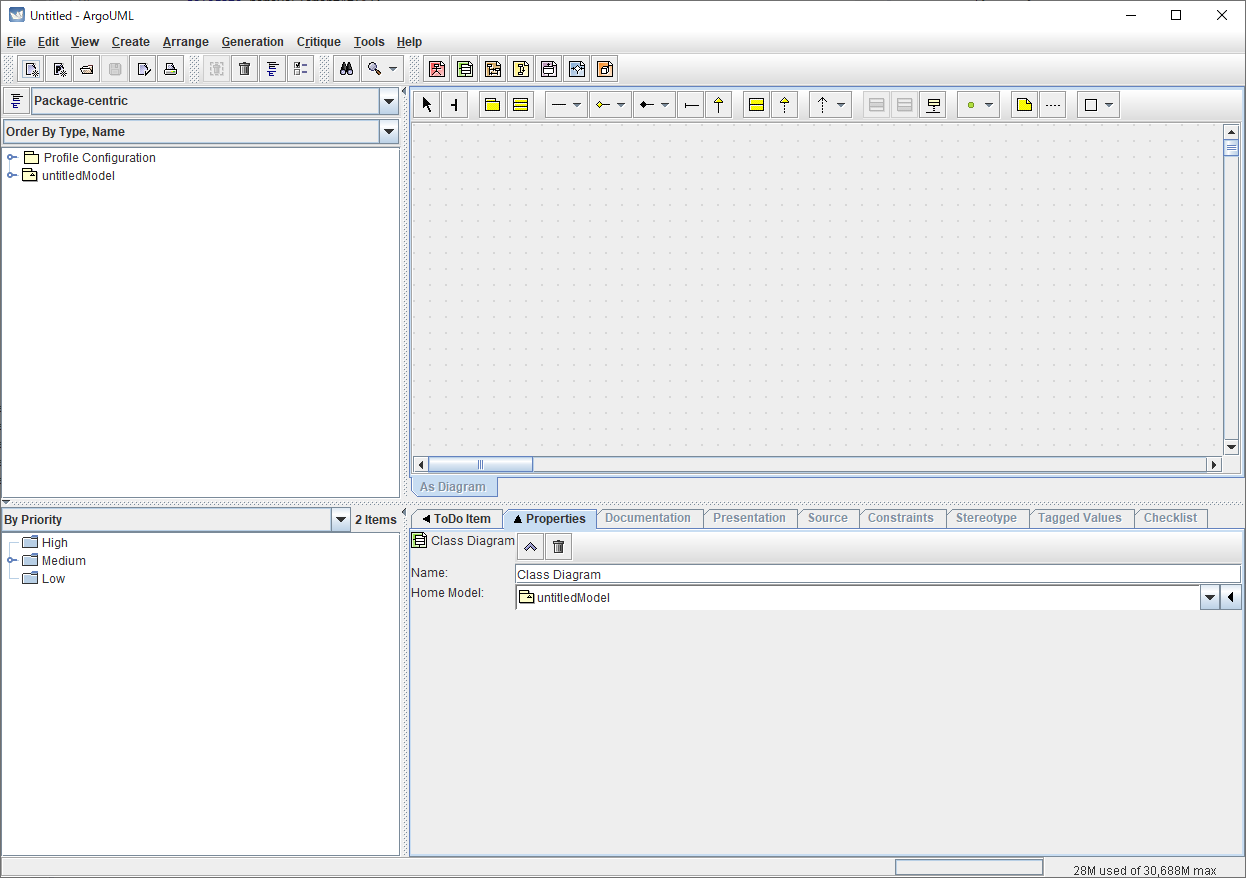 Untitled - ArgoUML
File Edit View Create Arrange Generation Critique Tools Help
Package-centric
Order By Type, Name
Profile Configuration
untitledModel
As Diagram
By Priority
2 Items
High
Medium
Low
ToDo Item
Properties
Documentation
Presentation
Source
Constraints
Stereotype
Tagged Values
Checklist
Class Diagram
Name:
Class Diagram
Home Model:
untitledModel
28M used of 30,688M max